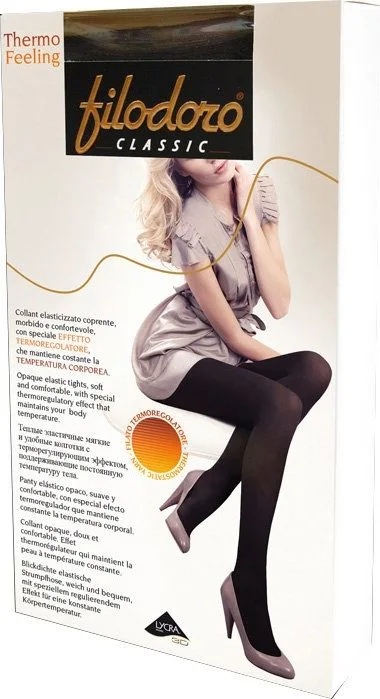 Thermo
Feeling
filodoro®
CLASSIC
Collant elasticizzato coprente,
morbido e confortevole,
con speciale EFFETTO
TERMOREGOLATORE,
che mantiene costante la
TEMPERATURA CORPOREA.
Opaque elastic tights, soft
and comfortable, with special
thermoregulatory effect that
maintains your body
temperature.
Теплые эластичные мягкие
и удобные колготки с
терморегулирующим эффектом,
поддерживающие постоянную
температуру тела.
Panty elástico opaco, suave y
confortable, con especial efecto
termoregulador que mantiene
constante la temperatura corporal.
Collant opaque, doux et
confortable. Effet
thermorégulateur qui maintient la
peau à température constante.
Blickdichte elastische
Strumpfhose, weich und bequem,
mit speziellem regulierendem
Effekt für eine konstante
Körpertemperatur.
FILATO TERMOREGOLATORE - THERMOSTATIC YARN -
LYCRA
3D